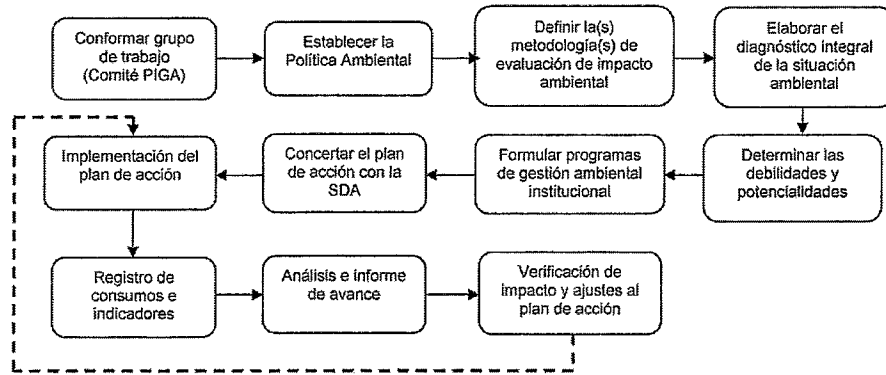 Conformar grupo
de trabajo
(Comité PIGA)
Establecer la
Política Ambiental
Definir la(s)
metodología(s) de
evaluación de impacto
ambiental
Elaborar el
diagnóstico integral
de la situación
ambiental
Determinar las
debilidades y
potencialidades
Formular programas
de gestión ambiental
institucional
Concertar el plan
de acción con la
SDA
Implementación del
plan de acción
Registro de
consumos e
indicadores
Análisis e informe
de avance
Verificación de
impacto y ajustes al
plan de acción